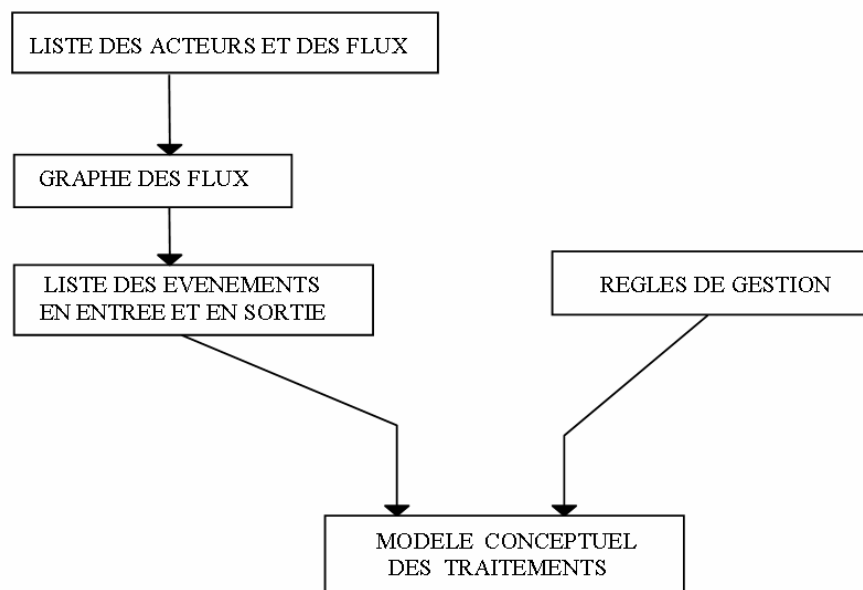 LISTE DES ACTEURS ET DES FLUX
GRAPHE DES FLUX
LISTE DES EVENEMENTS
EN ENTREE ET EN SORTIE
REGLES DE GESTION
MODELE CONCEPTUEL
DES TRAITEMENTS